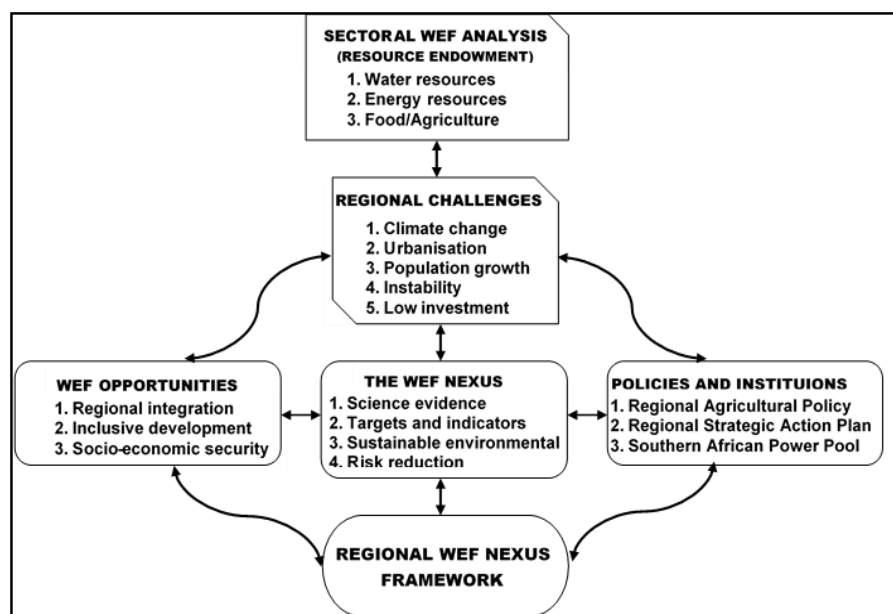 SECTORAL WEF ANALYSIS
(RESOURCE ENDOWMENT)
1. Water resources
2. Energy resources
3. Food/Agriculture
REGIONAL CHALLENGES
1. Climate change
2. Urbanisation
3. Population growth
4. Instability
5. Low investment
WEF OPPORTUNITIES
1. Regional integration
2. Inclusive development
3. Socio-economic security
THE WEF NEXUS
1. Science evidence
2. Targets and indicators
3. Sustainable environmental
4. Risk reduction
POLICIES AND INSTITUIONS
1. Regional Agricultural Policy
2. Regional Strategic Action Plan
3. Southern African Power Pool
REGIONAL WEF NEXUS
FRAMEWORK